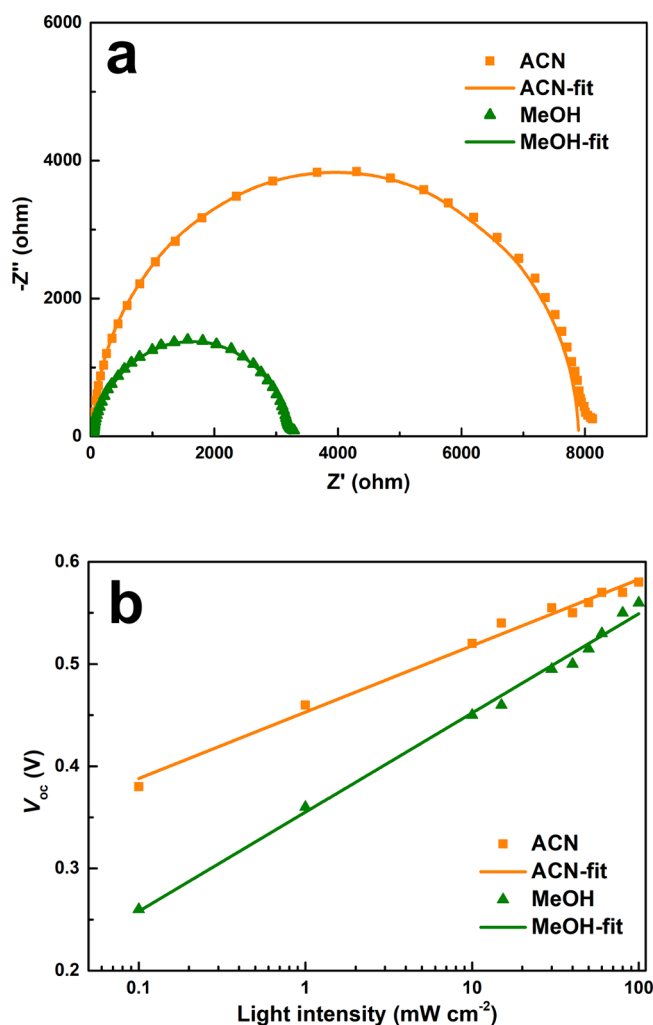 6000
a
ACN
ACN-fit
MeOH
MeOH-fit
4000
-Z'' (ohm)
2000
0
0 2000 4000 6000 8000
Z' (ohm)
0.6
b
0.5
Voc (V)
0.4
0.3
ACN
ACN-fit
MeOH
MeOH-fit
0.2
0.1 1 10 100
Light intensity (mW cm-2)